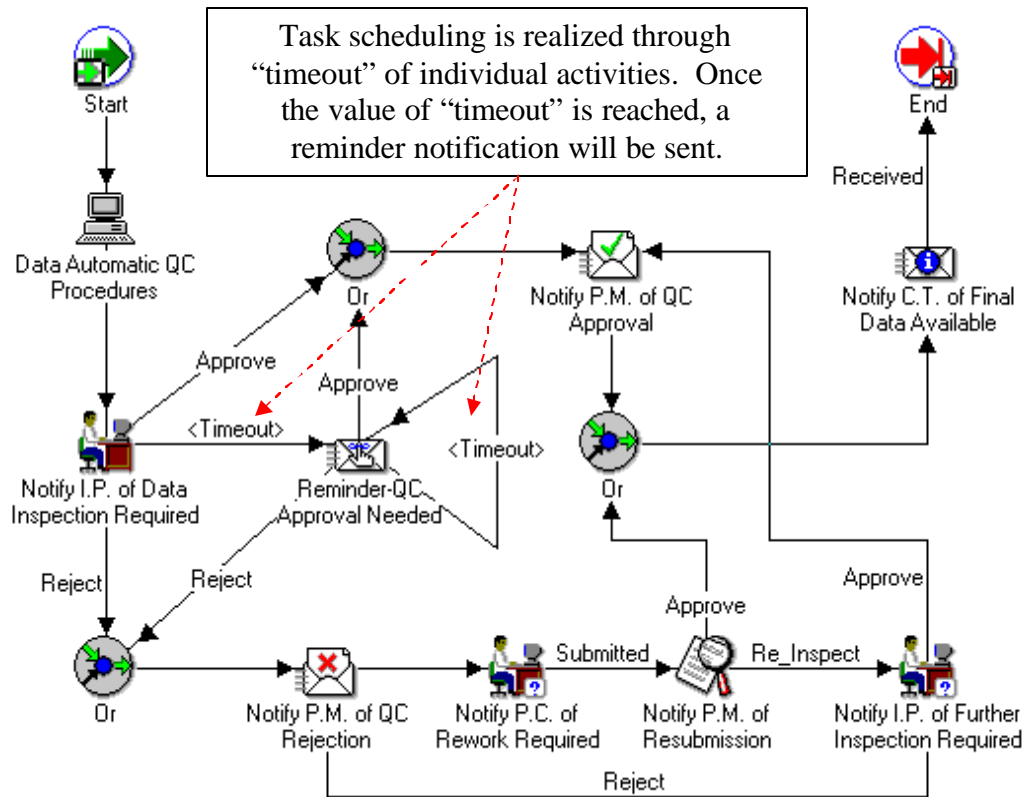 Task scheduling is realized through
“timeout” of individual activities. Once
the value of “timeout” is reached, a
reminder notification will be sent.
Start
End
Received
Data Automatic QC
Procedures
Or
Notify P.M. of QC
Approval
Notify C.T. of Final
Data Available
Approve
Approve
<Timeout>
<Timeout>
Notify I.P. of Data
Inspection Required
Reminder-QC
Approval Needed
Or
Reject
Reject
Approve
Approve
Submitted
Re_Inspect
Or
Notify P.M. of QC
Rejection
Notify P.C. of
Rework Required
Notify P.M. of
Resubmission
Notify I.P. of Further
Inspection Required
Reject